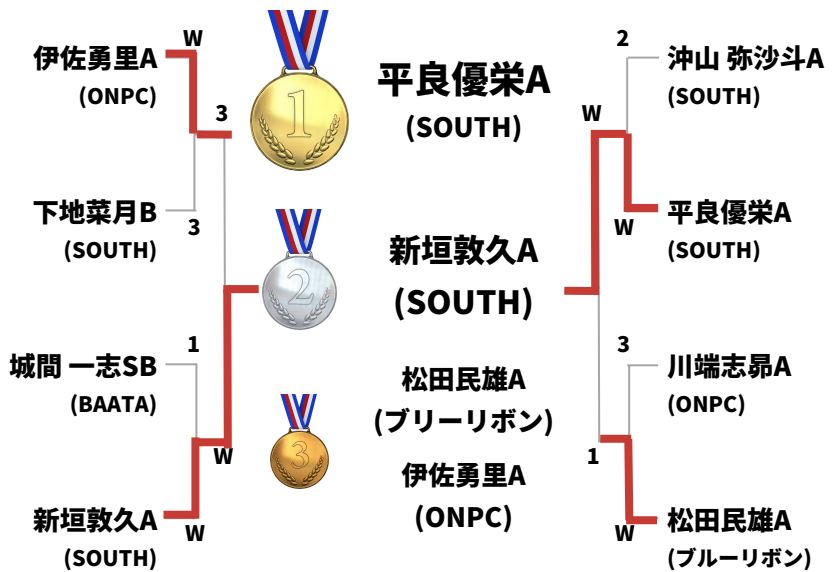 W
伊佐勇里A
(ONPC)
3
下地菜月B
(SOUTH)
3
1
城間 一志SB
(BAATA)
W
新垣敦久A
(SOUTH)
W
1
平良優栄A
(SOUTH)
2
新垣敦久A
(SOUTH)
3
松田民雄A
(ブリーリボン)
伊佐勇里A
(ONPC)
2
沖山 弥沙斗A
(SOUTH)
W
平良優栄A
(SOUTH)
W
3
川端志昴A
(ONPC)
1
松田民雄A
(ブルーリボン)
W